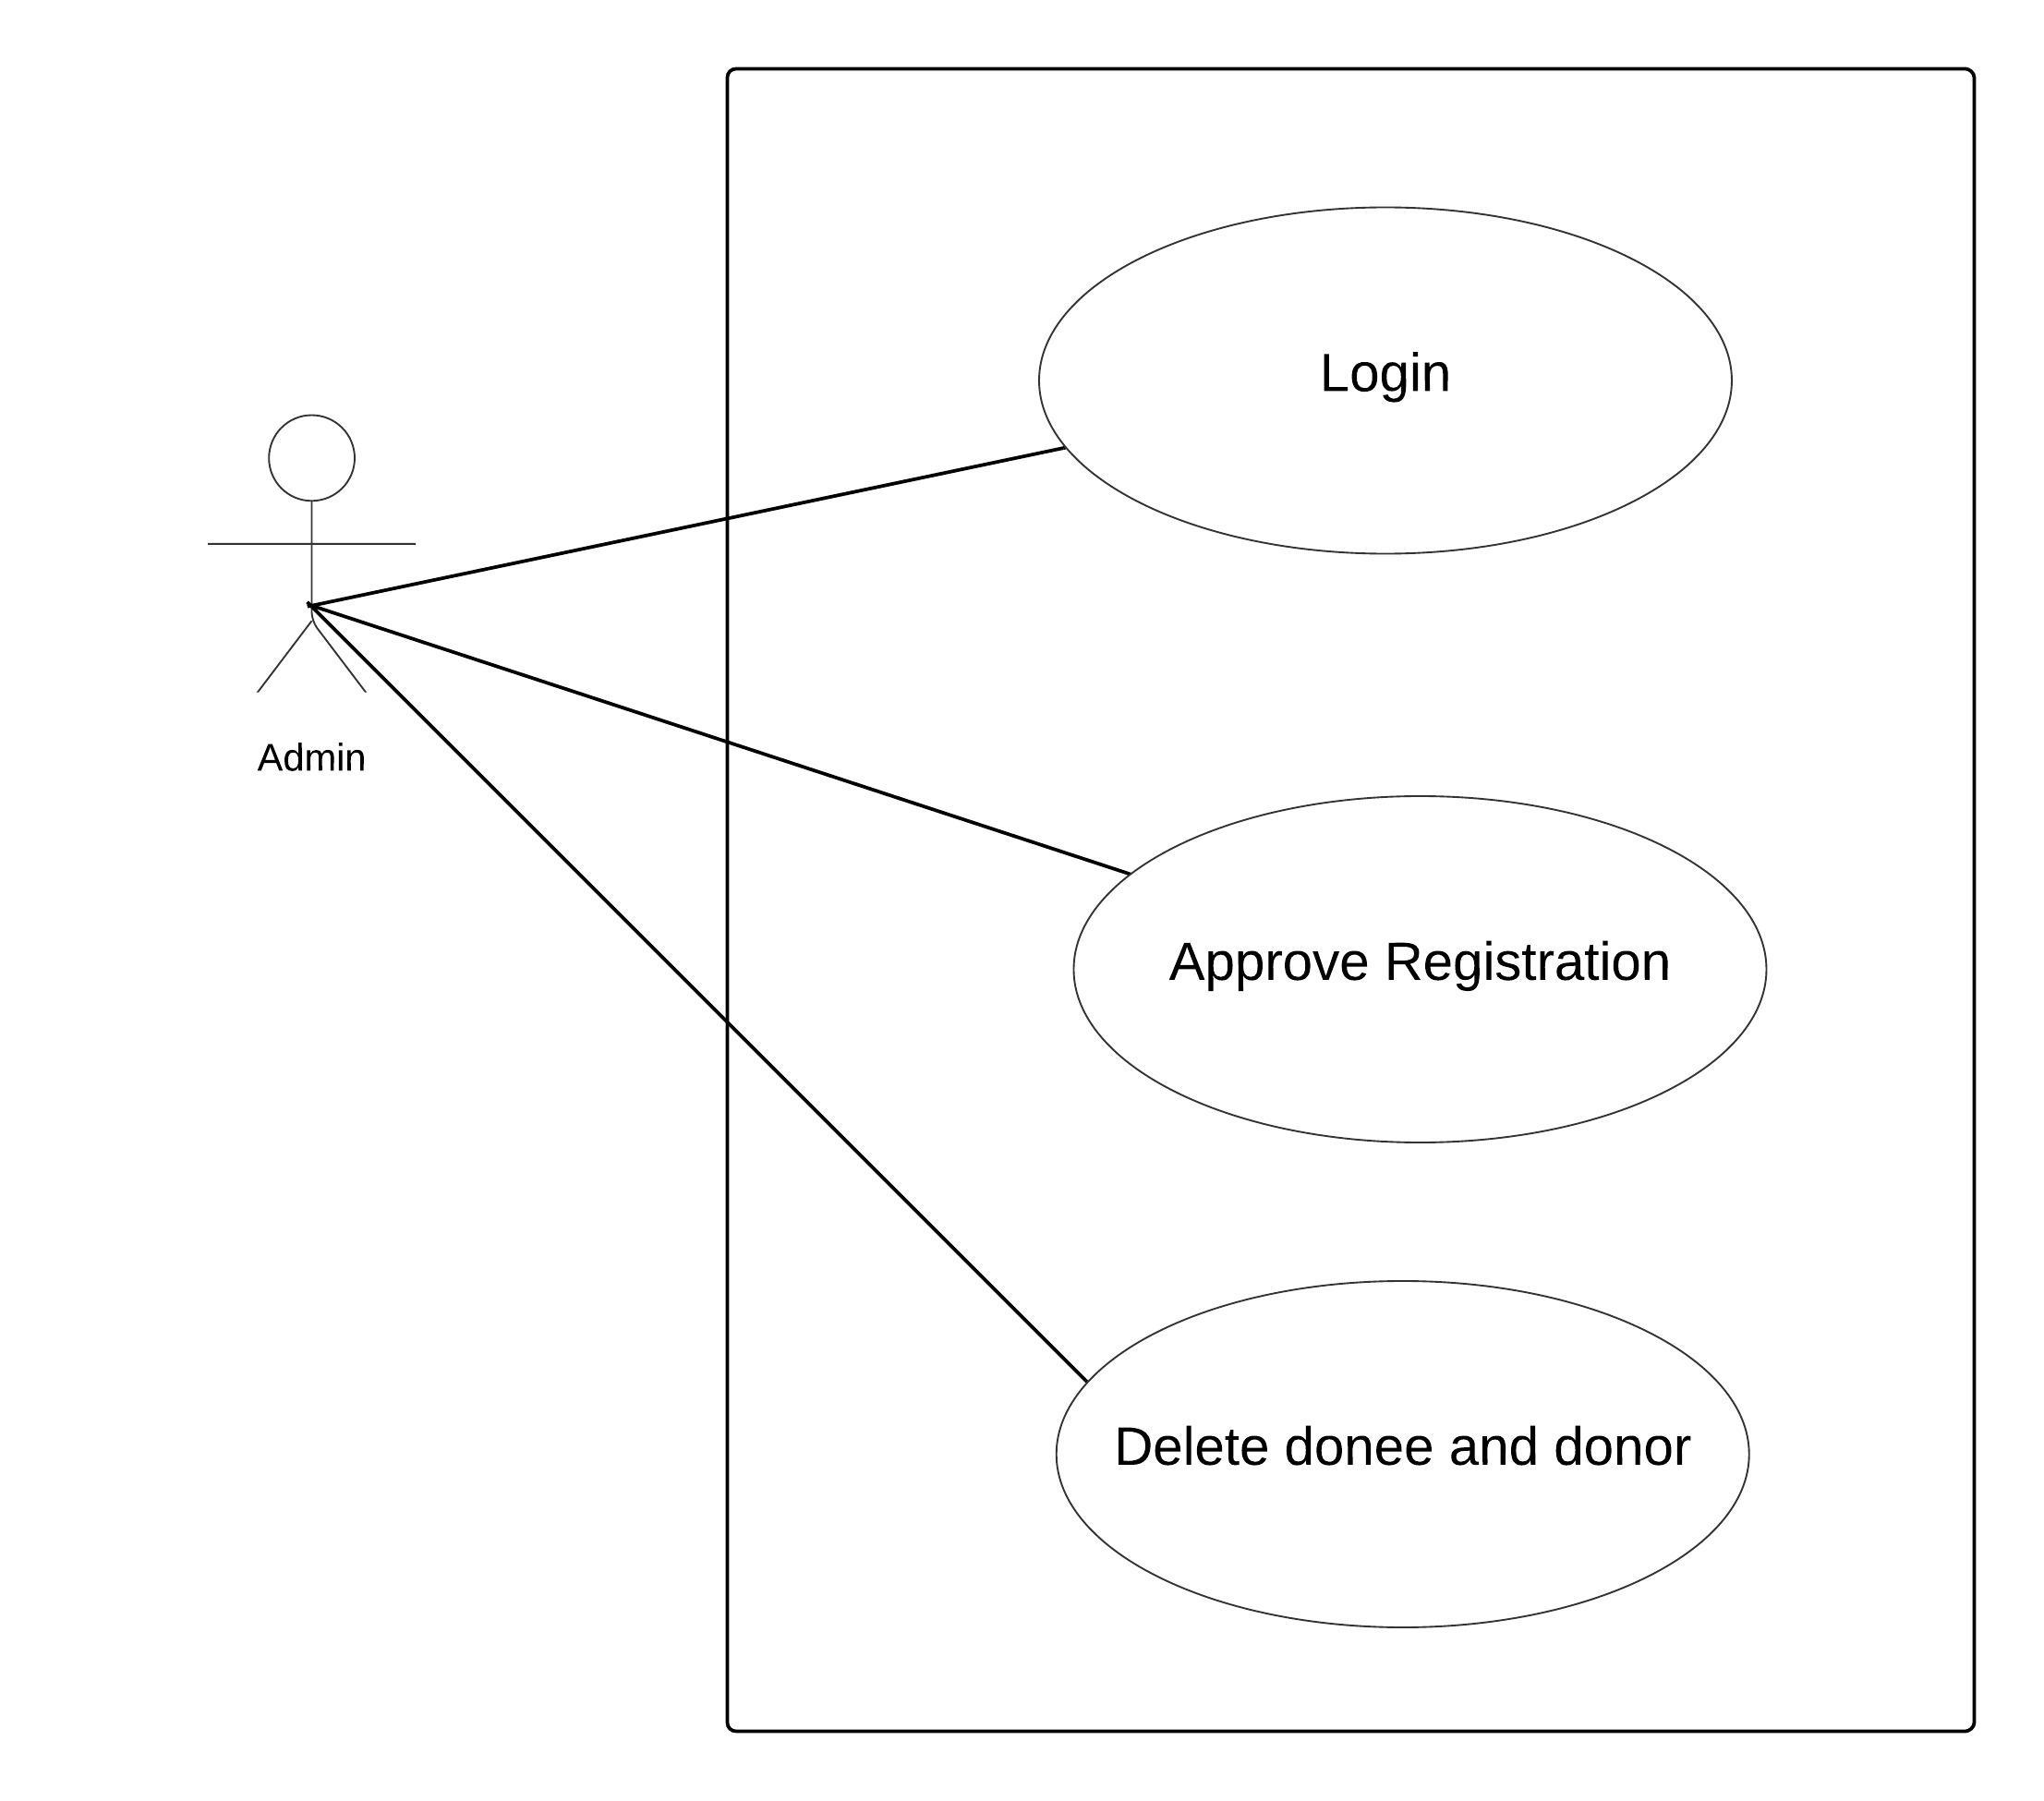 Login
Admin
Approve Registration
Delete donee and donor